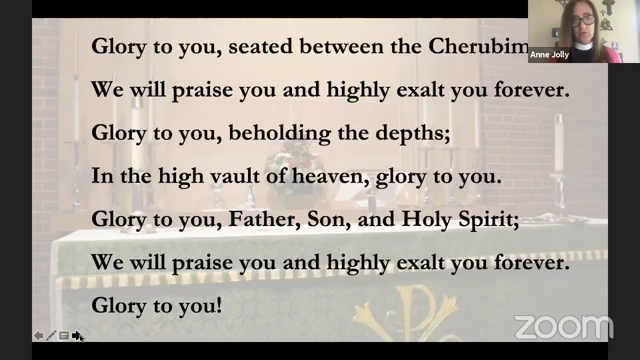 Glory to you, seated between the Cherubim
We will praise you and highly exalt you forever.
Glory to you, beholding the depths;
In the high vault of heaven, glory to you.
Glory to you, Father, Son, and Holy Spirit;
We will praise you and highly exalt you forever.
Glory to you!
Anne Jolly
zoom